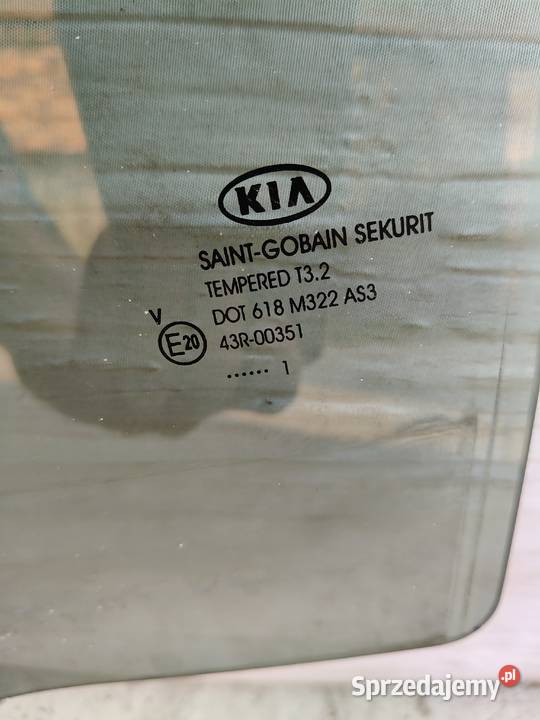 KIA
SAINT-GOBAIN SEKURIT
TEMPERED T3.2
DOT 618 M322 AS3
V
E20
43R-00351
...... 1
Sprzedajemy.pl